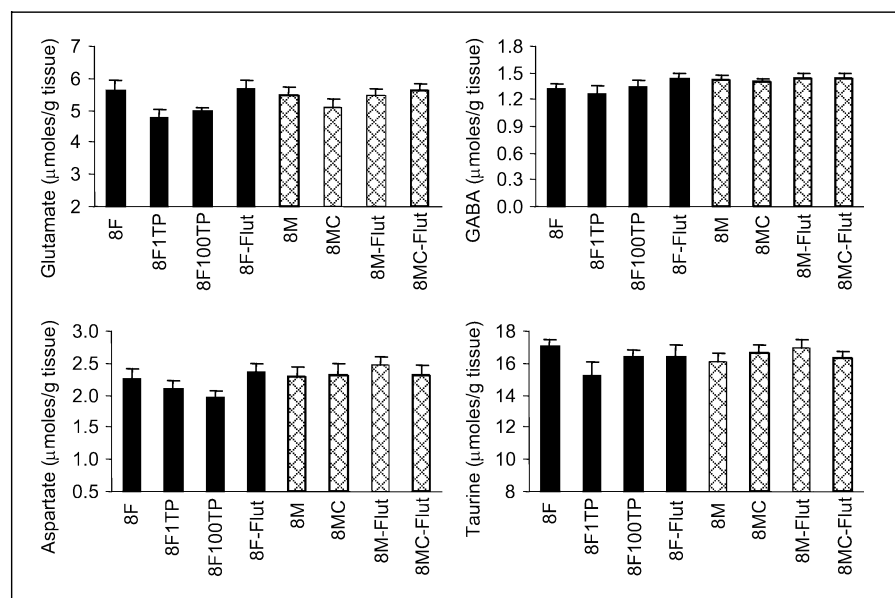 Glutamate (μmoles/g tissue)
7
6
5
4
3
2
8F
8F1TP
8F100TP
8F-Flut
8M
8MC
8M-Flut
8MC-Flut
GABA (μmoles/g tissue)
1.8
1.5
1.2
0.9
0.6
0.3
0.0
8F
8F1TP
8F100TP
8F-Flut
8M
8MC
8M-Flut
8MC-Flut
Aspartate (μmoles/g tissue)
3.0
2.5
2.0
1.5
1.0
0.5
8F
8F1TP
8F100TP
8F-Flut
8M
8MC
8M-Flut
8MC-Flut
Taurine (μmoles/g tissue)
18
16
14
12
10
8
8F
8F1TP
8F100TP
8F-Flut
8M
8MC
8M-Flut
8MC-Flut